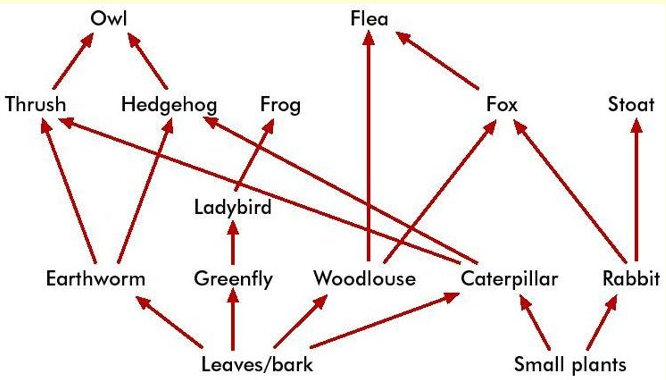 Owl Flea
Thrush Hedgehog Frog Fox Stoat
Ladybird
Earthworm Greenfly Woodlouse Caterpillar Rabbit
Leaves/bark Small plants